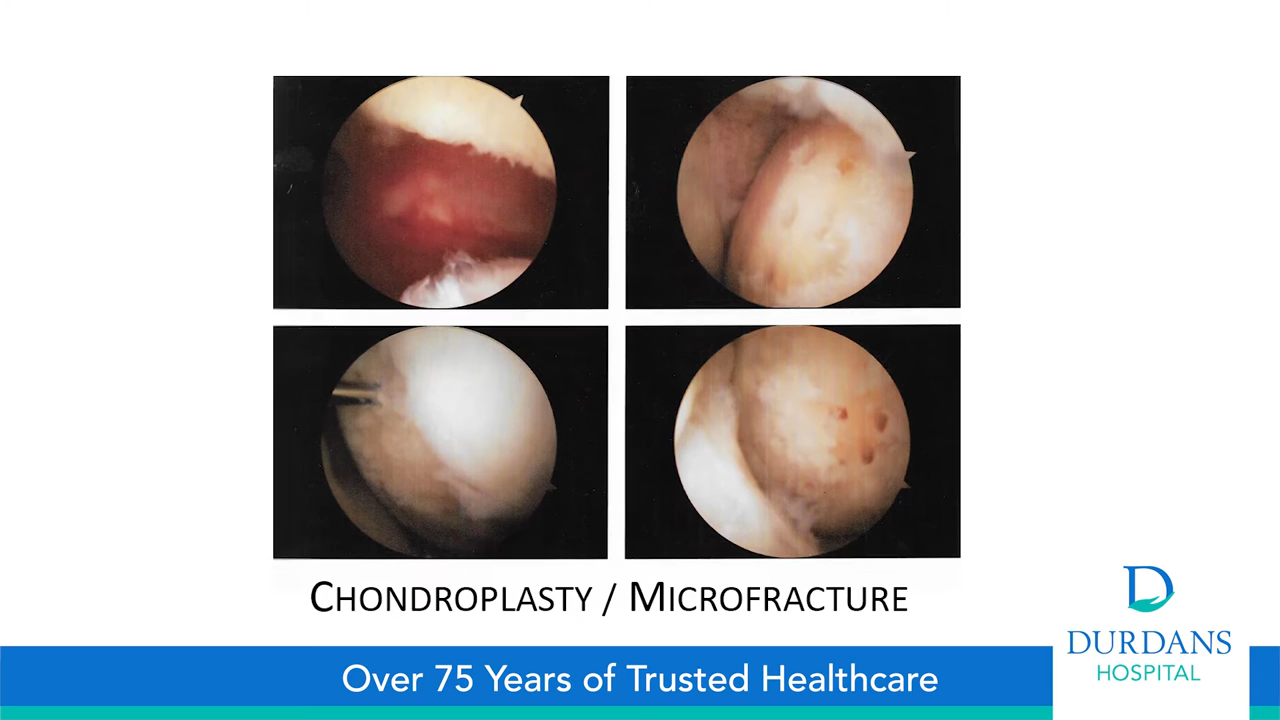 CHONDROPLASTY / MICROFRACTURE
Over 75 Years of Trusted Healthcare
DURDANS
HOSPITAL